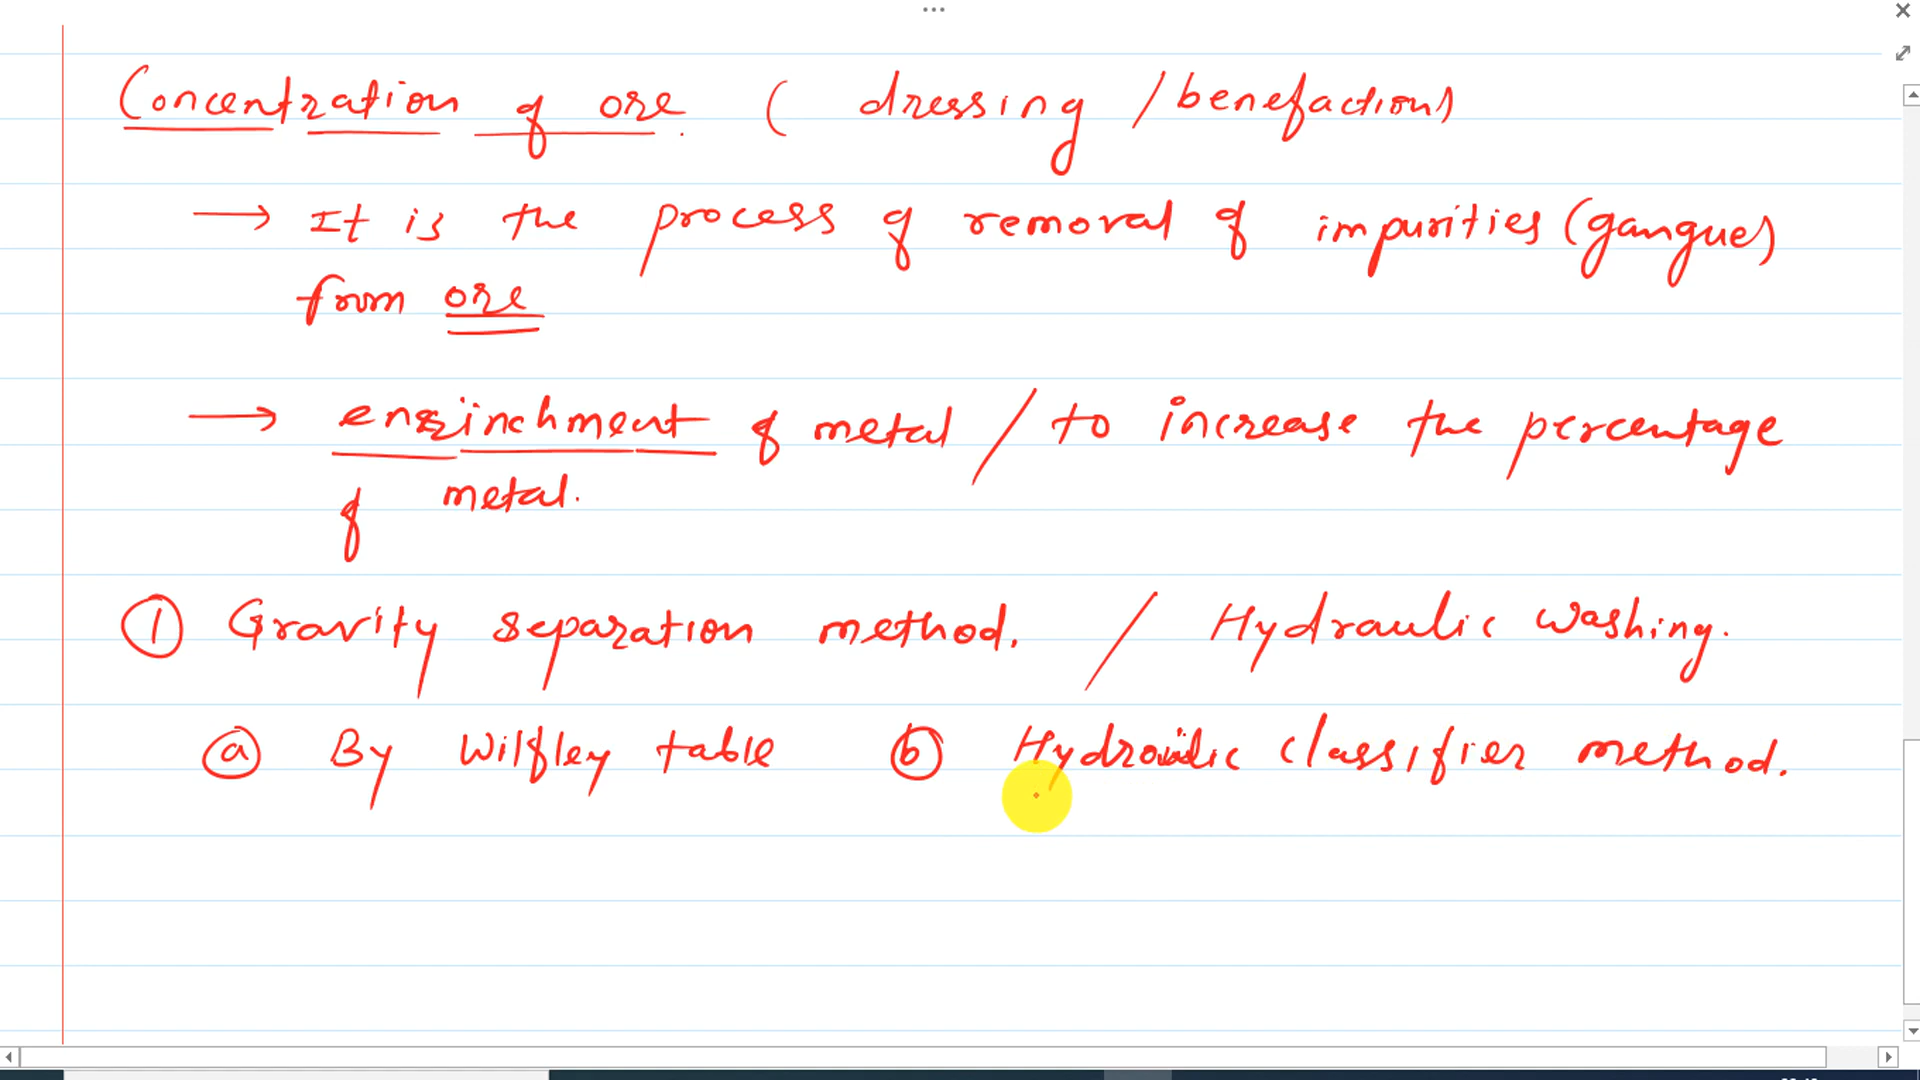 Concentration of ore. ( dressing / benefaction)
→ It is the process of removal of impurities (gangue)
from ore
→ enrinchment of metal / to increase the percentage
of metal.
① Gravity separation method. / Hydraulic washing.
ⓐ By Wilfley table ⓑ Hydraulic classifier method.